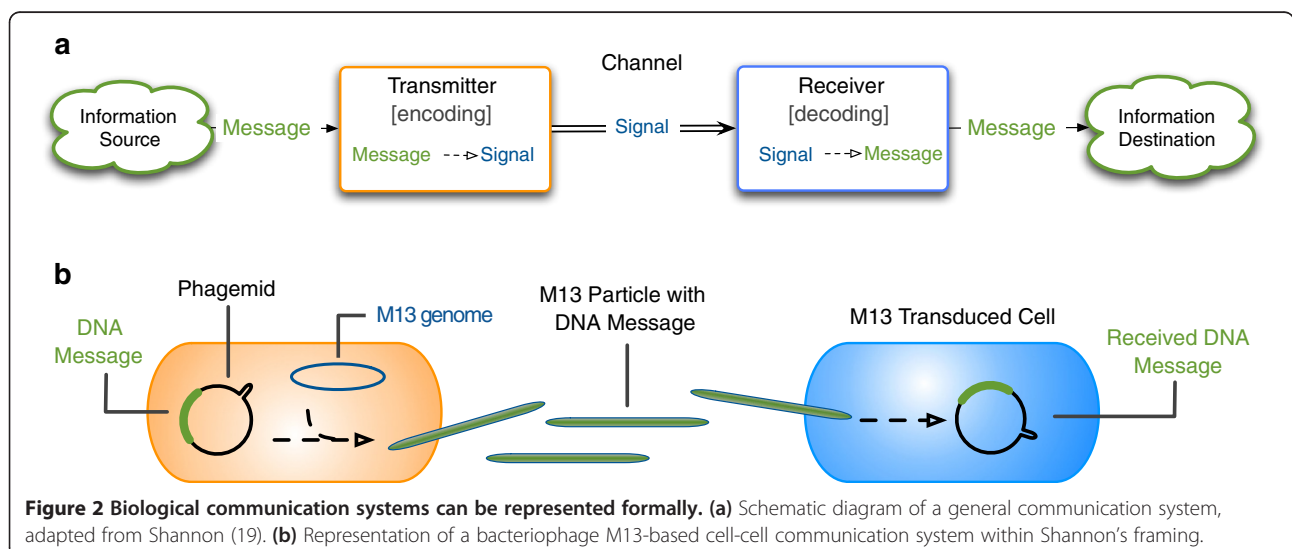 a
Channel
Transmitter
[encoding]
Message
Signal
Receiver
[decoding]
Signal
Message
Information
Source
Message
Signal
Message
Information
Destination
b
Phagemid
DNA
Message
M13 genome
M13 Particle with
DNA Message
M13 Transduced Cell
Received DNA
Message
Figure 2 Biological communication systems can be represented formally. (a) Schematic diagram of a general communication system,
adapted from Shannon (19). (b) Representation of a bacteriophage M13-based cell-cell communication system within Shannon's framing.